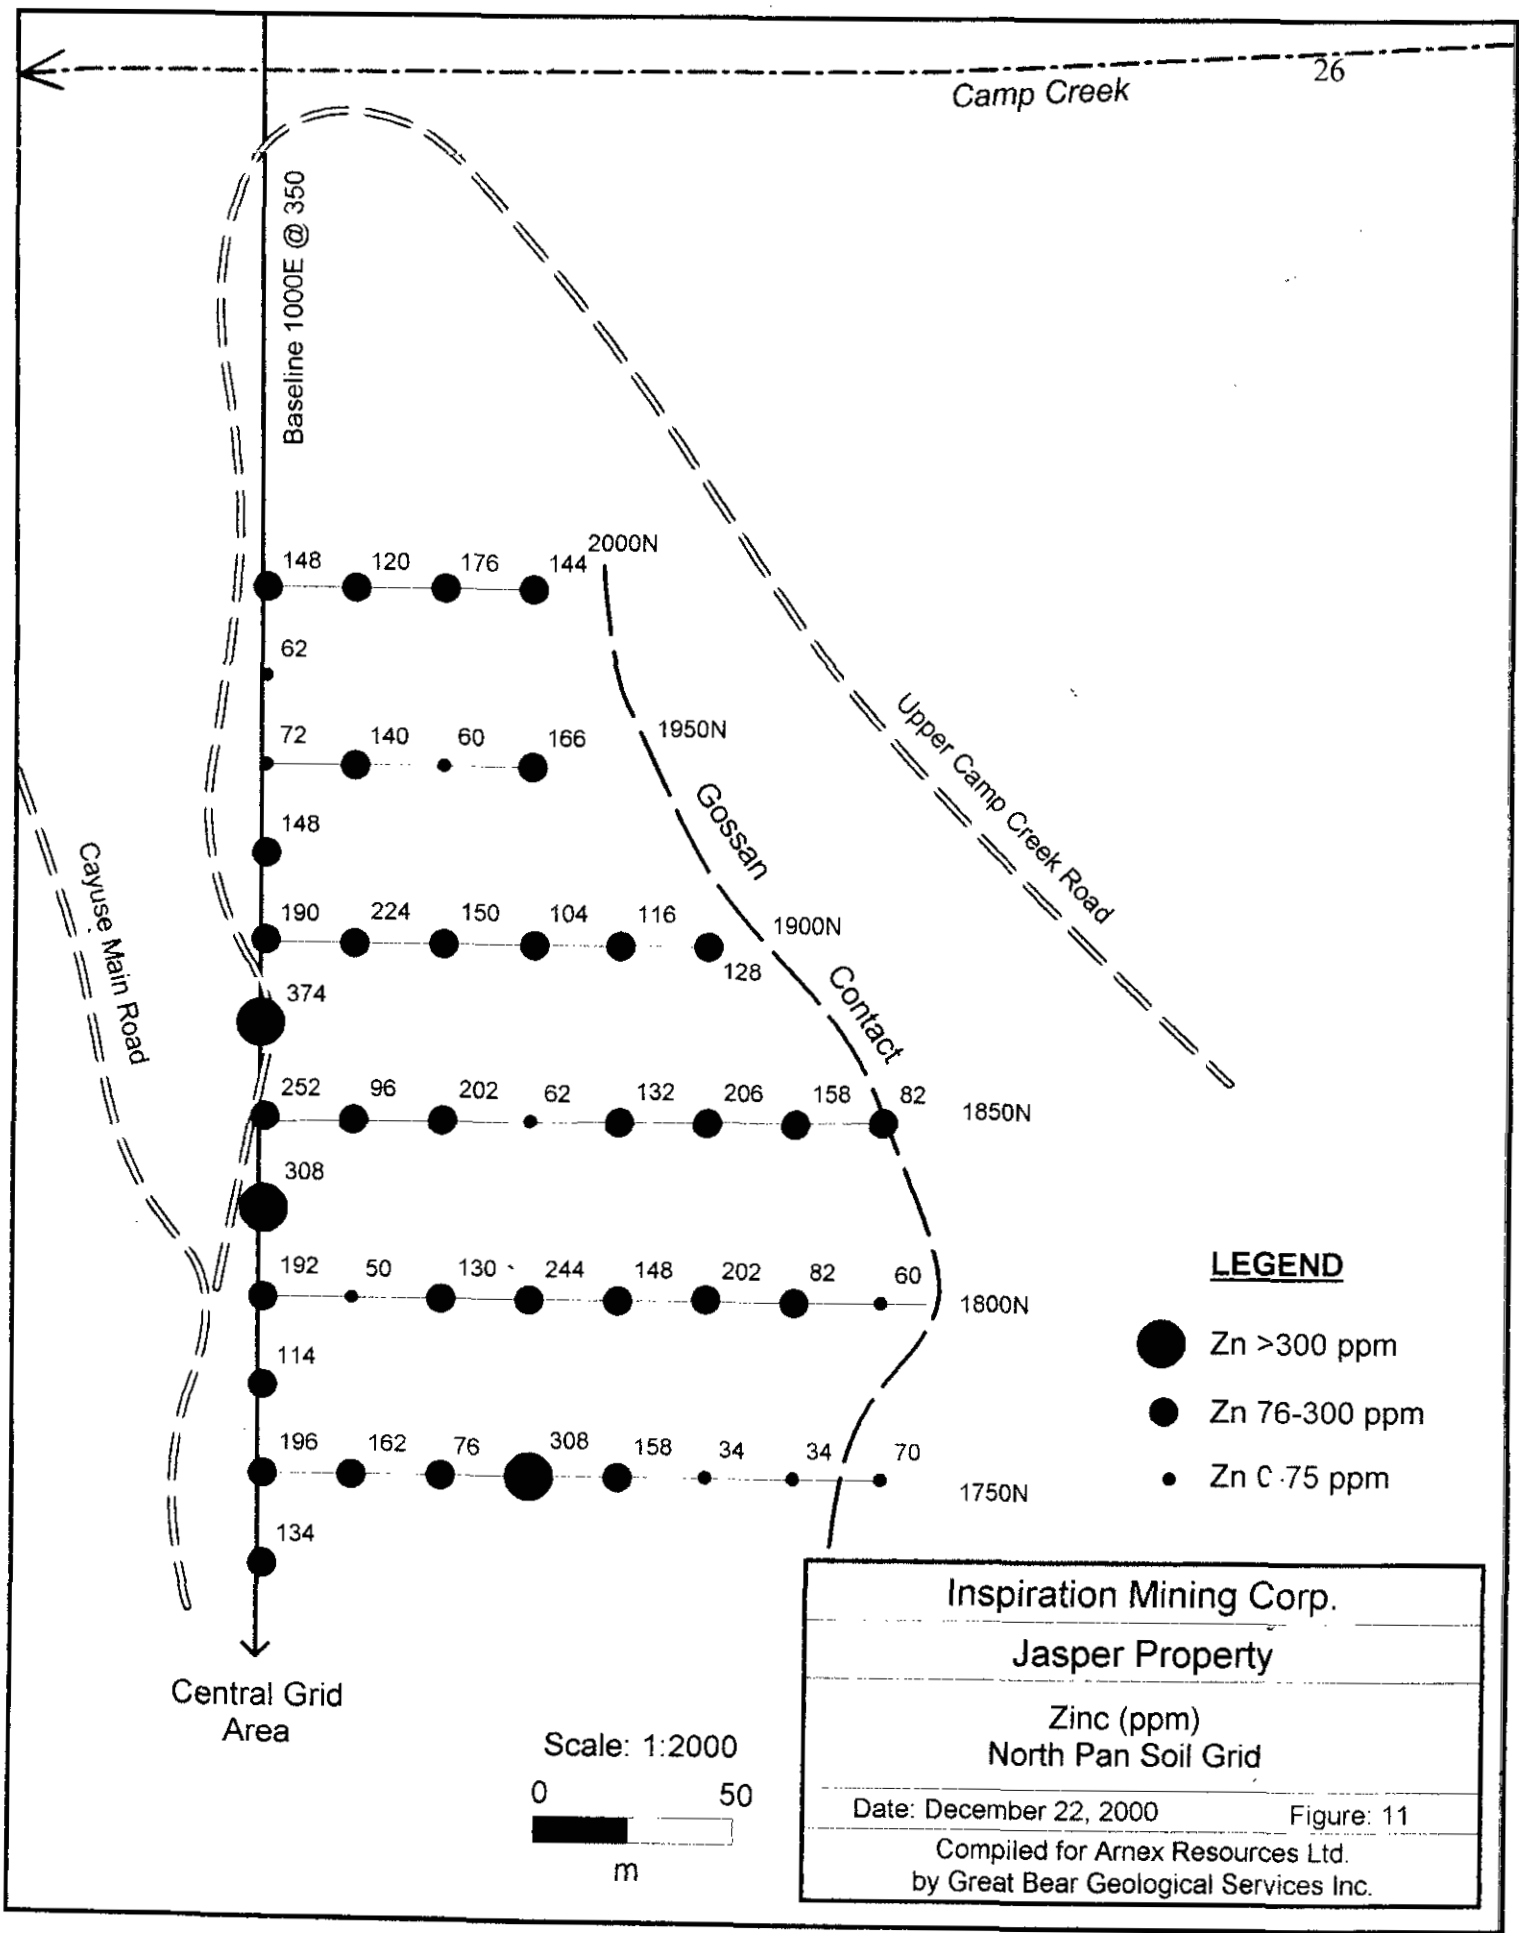 26
Camp Creek
Baseline 1000E @ 350
2000N
148 120 176 144
62
1950N
72 140 60 166
Gossan
Upper Camp Creek Road
148
Cayuse Main Road
190 224 150 104 116
1900N
128
Contact
374
252 96 202 62 132 206 158 82
1850N
308
192 50 130 244 148 202 82 60
1800N
114
196 162 76 308 158 34 34 70
1750N
134
LEGEND
Zn >300 ppm
Zn 76-300 ppm
Zn 0-75 ppm
Central Grid
Area
Scale: 1:2000
0 50
m
Inspiration Mining Corp.
Jasper Property
Zinc (ppm)
North Pan Soil Grid
Date: December 22, 2000 Figure: 11
Compiled for Arnex Resources Ltd.
by Great Bear Geological Services Inc.